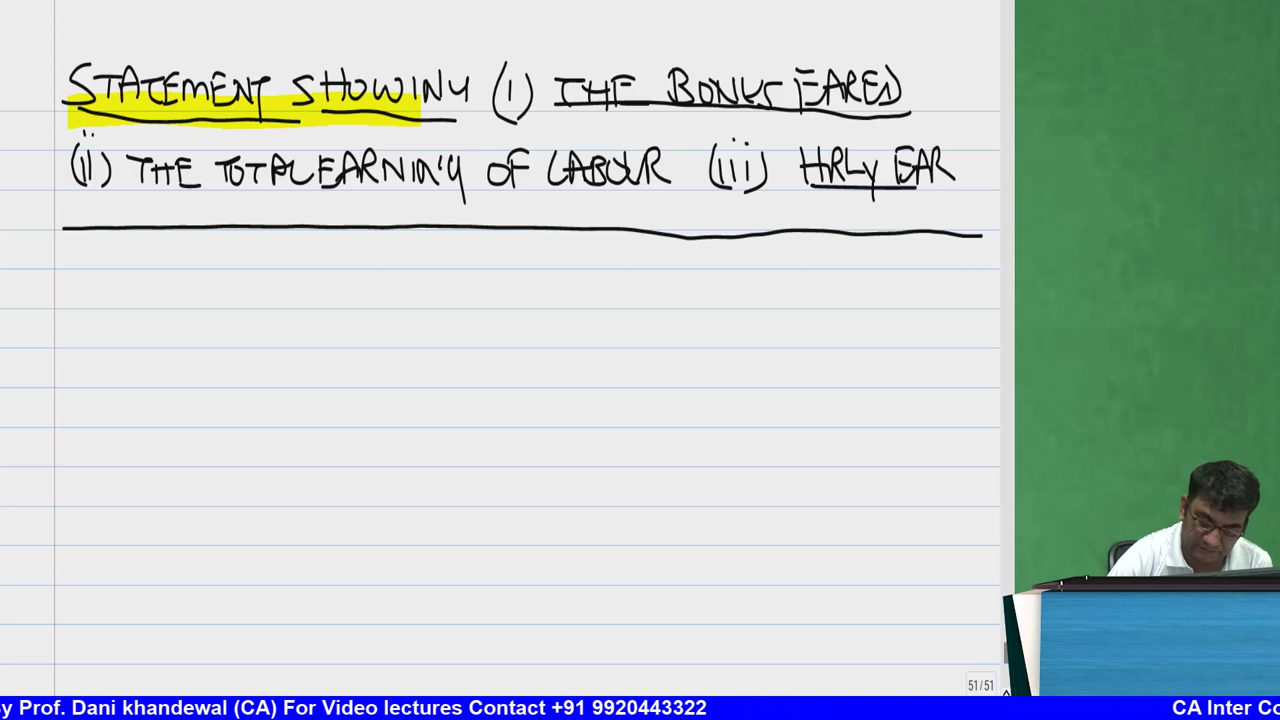 STATEMENT SHOWING (i) THE BONUS EARED
(ii) THE TOTAL EARNING OF LABOUR (iii) HRLY EAR
51/51
y Prof. Dani khandewal (CA) For Video lectures Contact +91 9920443322 CA Inter Co